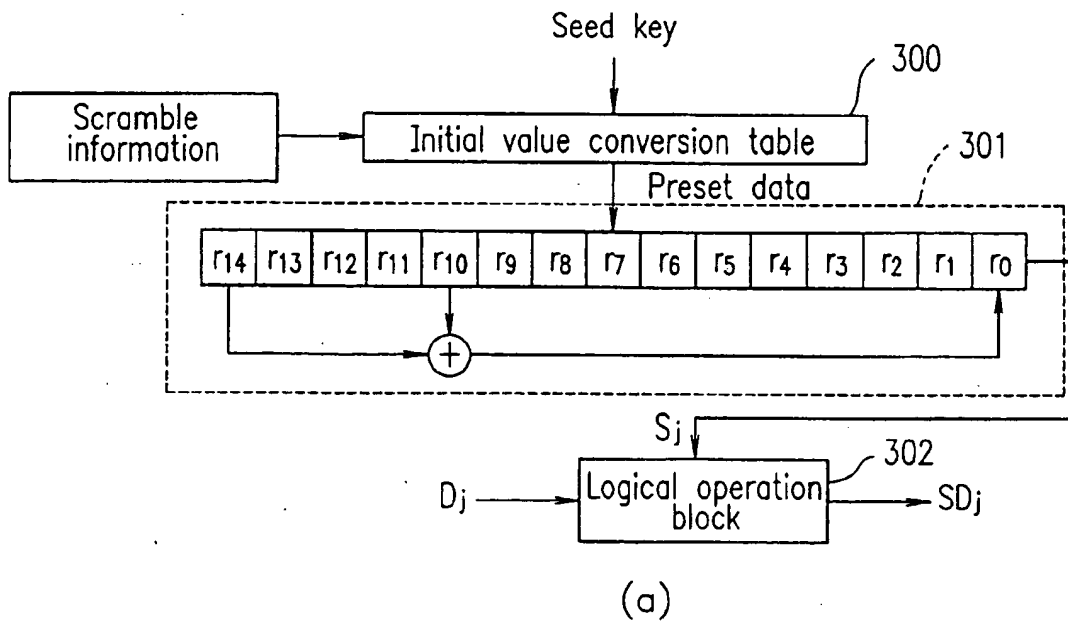 Seed key
300
Scramble
information
Initial value conversion table
301
Preset data
r14 r13 r12 r11 r10 r9 r8 r7 r6 r5 r4 r3 r2 r1 r0
+
Sj
302
Dj
Logical operation
block
SDj
(a)